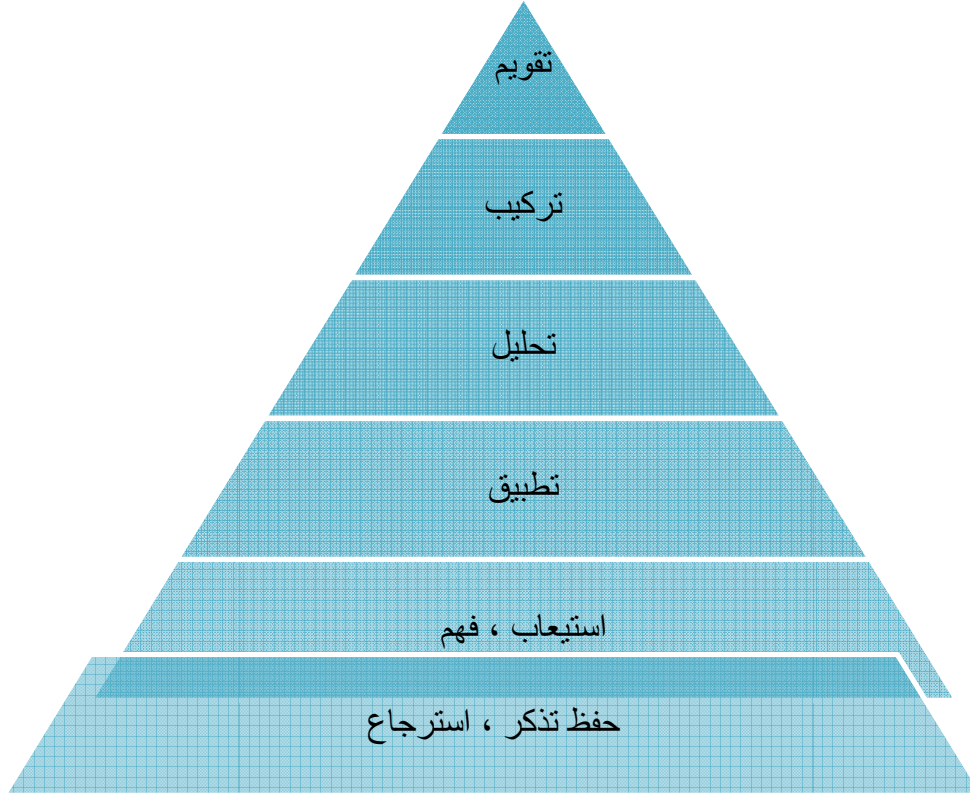 تقويم
تركيب
تحليل
تطبيق
استيعاب ، فهم
حفظ تذكر ، استرجاع